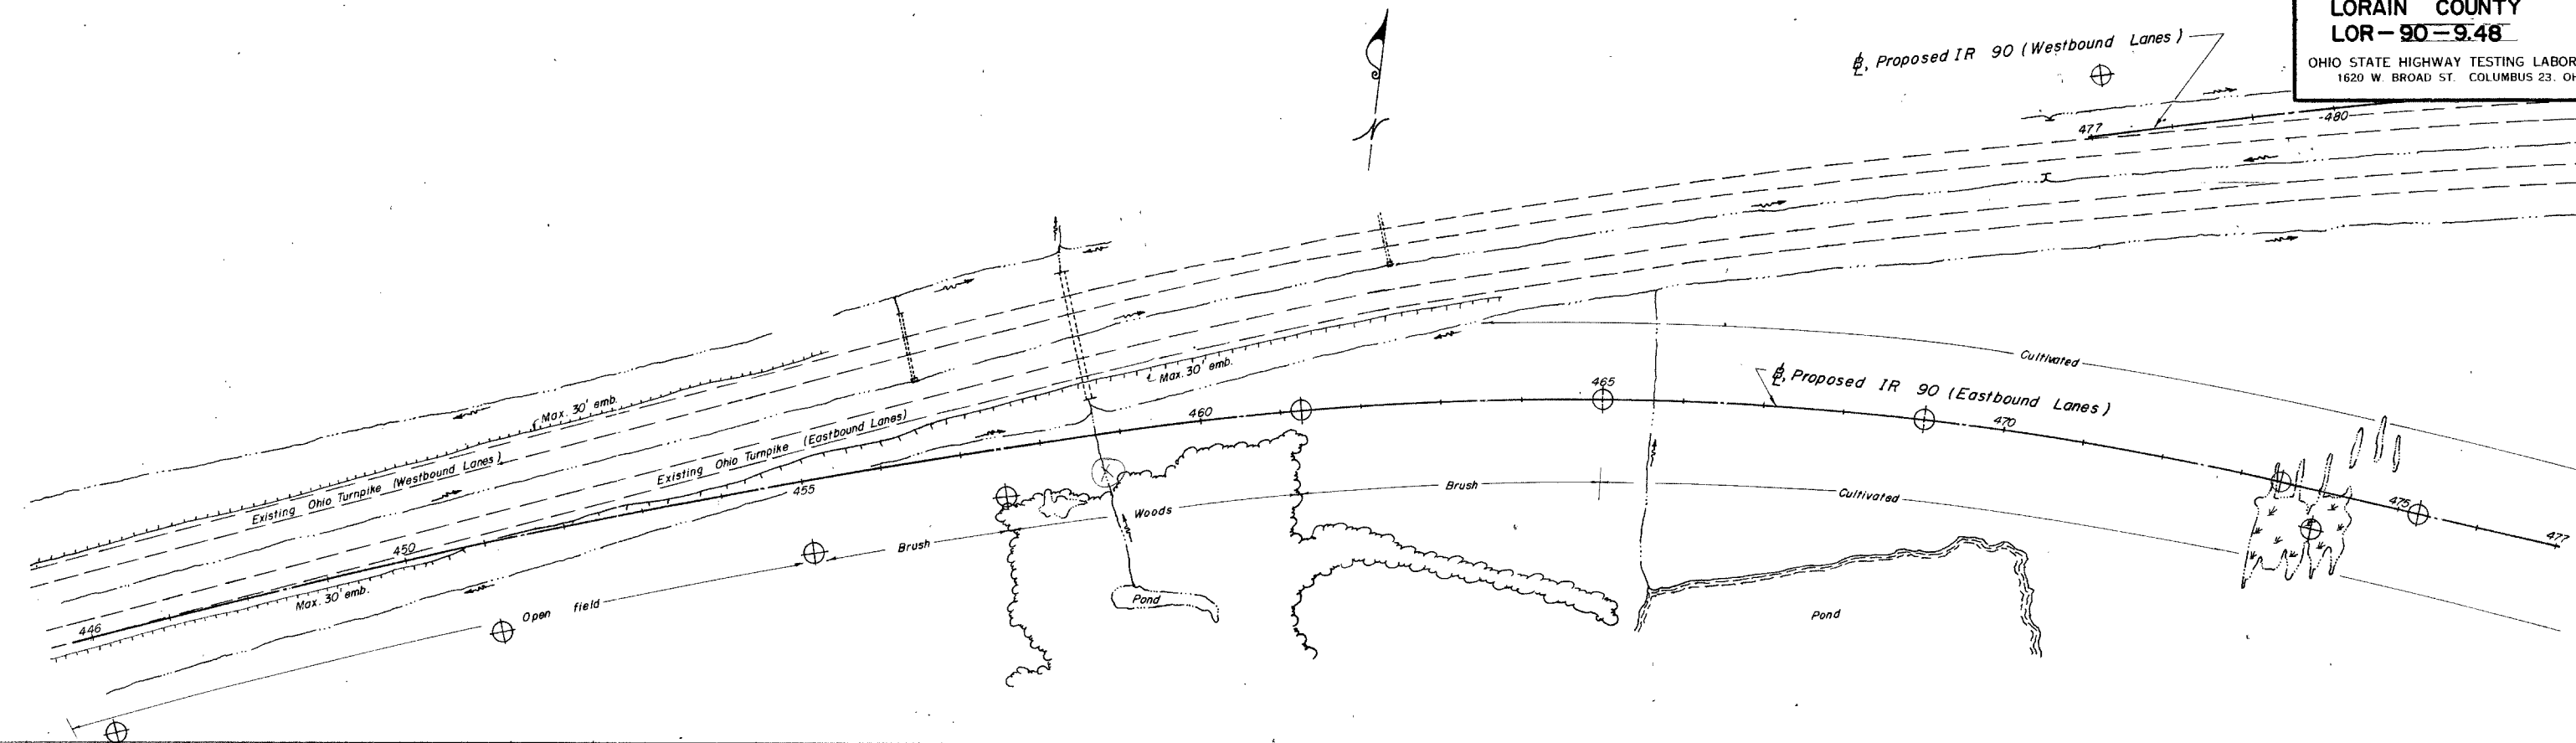 LORAIN COUNTY
LOR-90-9.48
OHIO STATE HIGHWAY TESTING LABOR
1620 W. BROAD ST. COLUMBUS 23. OH
Proposed IR 90 (Westbound Lanes)
477
480
N
Cultivated
Proposed IR 90 (Eastbound Lanes)
Max. 30' emb.
465
460
470
Max. 30' emb.
Existing Ohio Turnpike (Eastbound Lanes)
Existing Ohio Turnpike (Westbound Lanes)
455
Brush
Cultivated
475
Woods
477
450
Brush
Max. 30' emb.
Pond
Open field
Pond
446